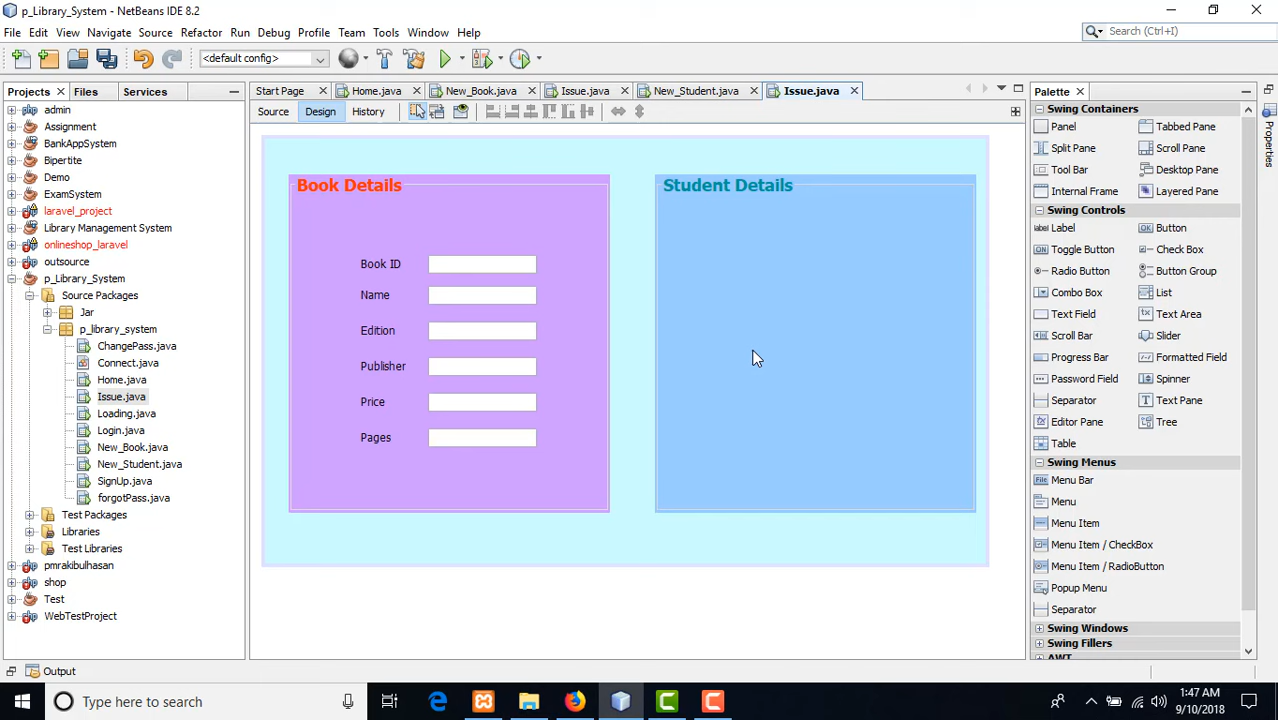 p_Library_System - NetBeans IDE 8.2
File Edit View Navigate Source Refactor Run Debug Profile Team Tools Window Help
Search (Ctrl+I)
<default config>
Projects Files Services
Start Page Home.java New_Book.java Issue.java New_Student.java Issue.java
Palette
Properties
Source Design History
admin
Assignment
BankAppSystem
Bipertite
Demo
ExamSystem
laravel_project
Library Management System
onlineshop_laravel
outsource
p_Library_System
Source Packages
Jar
p_library_system
ChangePass.java
Connect.java
Home.java
Issue.java
Loading.java
Login.java
New_Book.java
New_Student.java
SignUp.java
forgotPass.java
Test Packages
Libraries
Test Libraries
pmrakibulhasan
shop
Test
WebTestProject
Book Details
Book ID
Name
Edition
Publisher
Price
Pages
Student Details
Swing Containers
Panel Tabbed Pane
Split Pane Scroll Pane
Tool Bar Desktop Pane
Internal Frame Layered Pane
Swing Controls
label Label OK Button
ON Toggle Button Check Box
Radio Button Button Group
Combo Box List
Text Field Text Area
Scroll Bar Slider
Progress Bar Formatted Field
Password Field Spinner
Separator Text Pane
Editor Pane Tree
Table
Swing Menus
File Menu Bar
Menu
Menu Item
Menu Item / CheckBox
Menu Item / RadioButton
Popup Menu
Separator
Swing Windows
Swing Fillers
AWT
Output
Type here to search
1:47 AM
9/10/2018